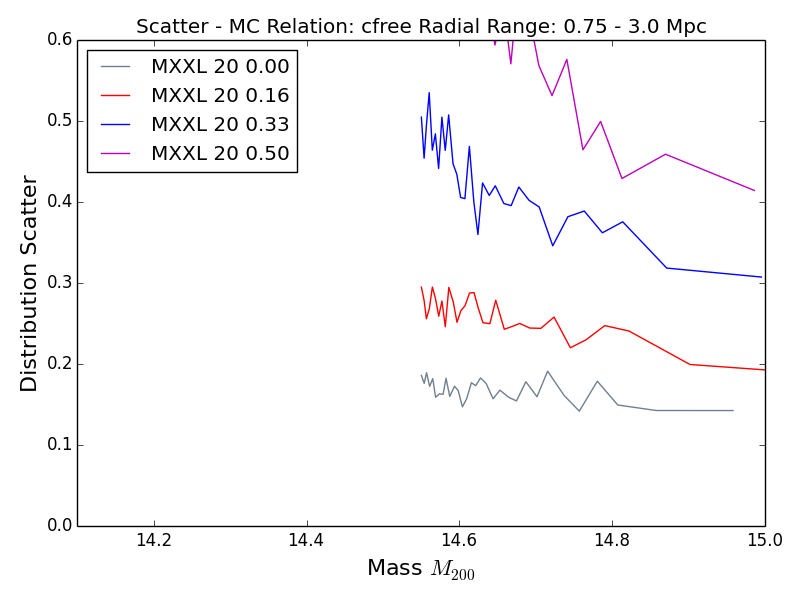 Scatter - MC Relation: cfree Radial Range: 0.75 - 3.0 Mpc
MXXL 20 0.00
MXXL 20 0.16
MXXL 20 0.33
MXXL 20 0.50
Distribution Scatter
0.6
0.5
0.4
0.3
0.2
0.1
0.0
14.2 14.4 14.6 14.8 15.0
Mass M200